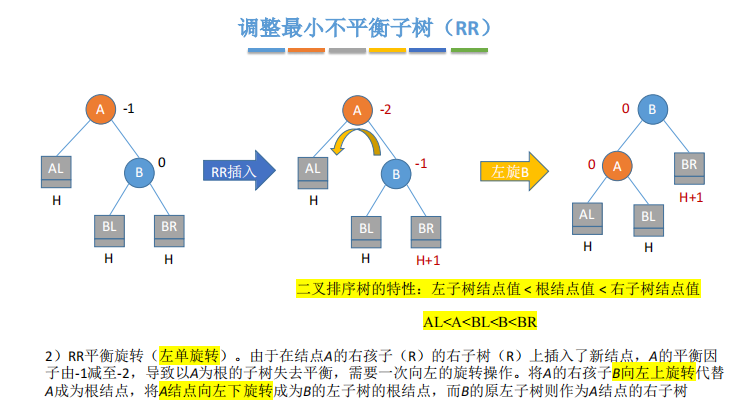 调整最小不平衡子树（RR）
A -1
AL
H
B 0
BL
H
BR
H
RR插入
A -2
AL
H
B -1
BL
H
BR
H+1
左旋B
0 B
0 A
BR
H+1
AL
H
BL
H
二叉排序树的特性：左子树结点值 < 根结点值 < 右子树结点值
AL<A<BL<B<BR
2）RR平衡旋转（左单旋转）。由于在结点A的右孩子（R）的右子树（R）上插入了新结点，A的平衡因
子由-1减至-2，导致以A为根的子树失去平衡，需要一次向左的旋转操作。将A的右孩子B向左上旋转代替
A成为根结点，将A结点向左下旋转成为B的左子树的根结点，而B的原左子树则作为A结点的右子树